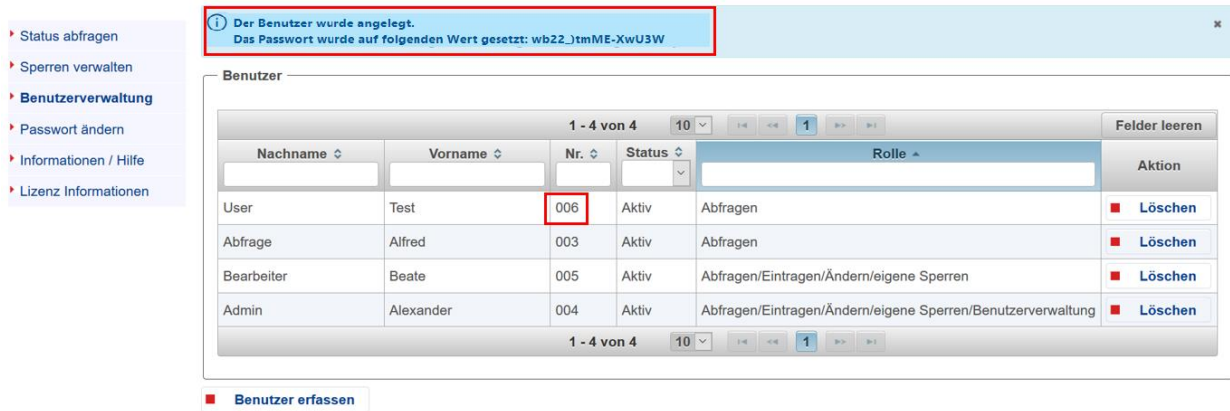 Status abfragen
Sperren verwalten
Benutzerverwaltung
Passwort ändern
Informationen / Hilfe
Lizenz Informationen
Der Benutzer wurde angelegt.
Das Passwort wurde auf folgenden Wert gesetzt: wb22_)tmME-XwU3W
Benutzer
1 - 4 von 4 10 1 Felder leeren
Nachname Vorname Nr. Status Rolle Aktion
User Test 006 Aktiv Abfragen Löschen
Abfrage Alfred 003 Aktiv Abfragen Löschen
Bearbeiter Beate 005 Aktiv Abfragen/Eintragen/Ändern/eigene Sperren Löschen
Admin Alexander 004 Aktiv Abfragen/Eintragen/Ändern/eigene Sperren/Benutzerverwaltung Löschen
1 - 4 von 4 10 1
Benutzer erfassen